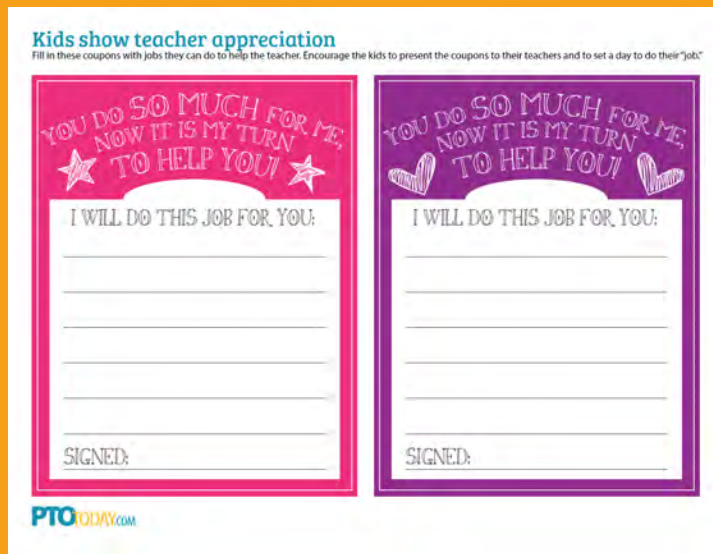 Kids show teacher appreciation
Fill in these coupons with jobs they can do to help the teacher. Encourage the kids to present the coupons to their teachers and to set a day to do their "job."
YOU DO SO MUCH FOR ME,
NOW IT IS MY TURN
TO HELP YOU!
I WILL DO THIS JOB FOR YOU:
SIGNED:
YOU DO SO MUCH FOR ME,
NOW IT IS MY TURN
TO HELP YOU!
I WILL DO THIS JOB FOR YOU:
SIGNED:
PTOTODAY.COM